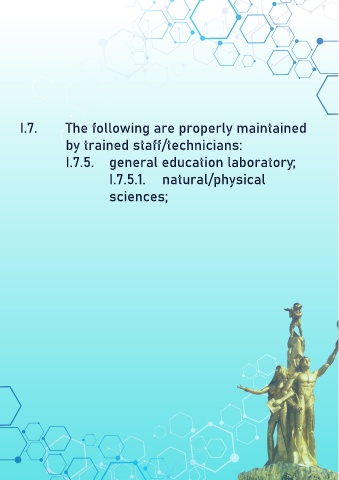 I.7. The following are properly maintained
by trained staff/technicians:
I.7.5. general education laboratory;
I.7.5.1. natural/physical
sciences;